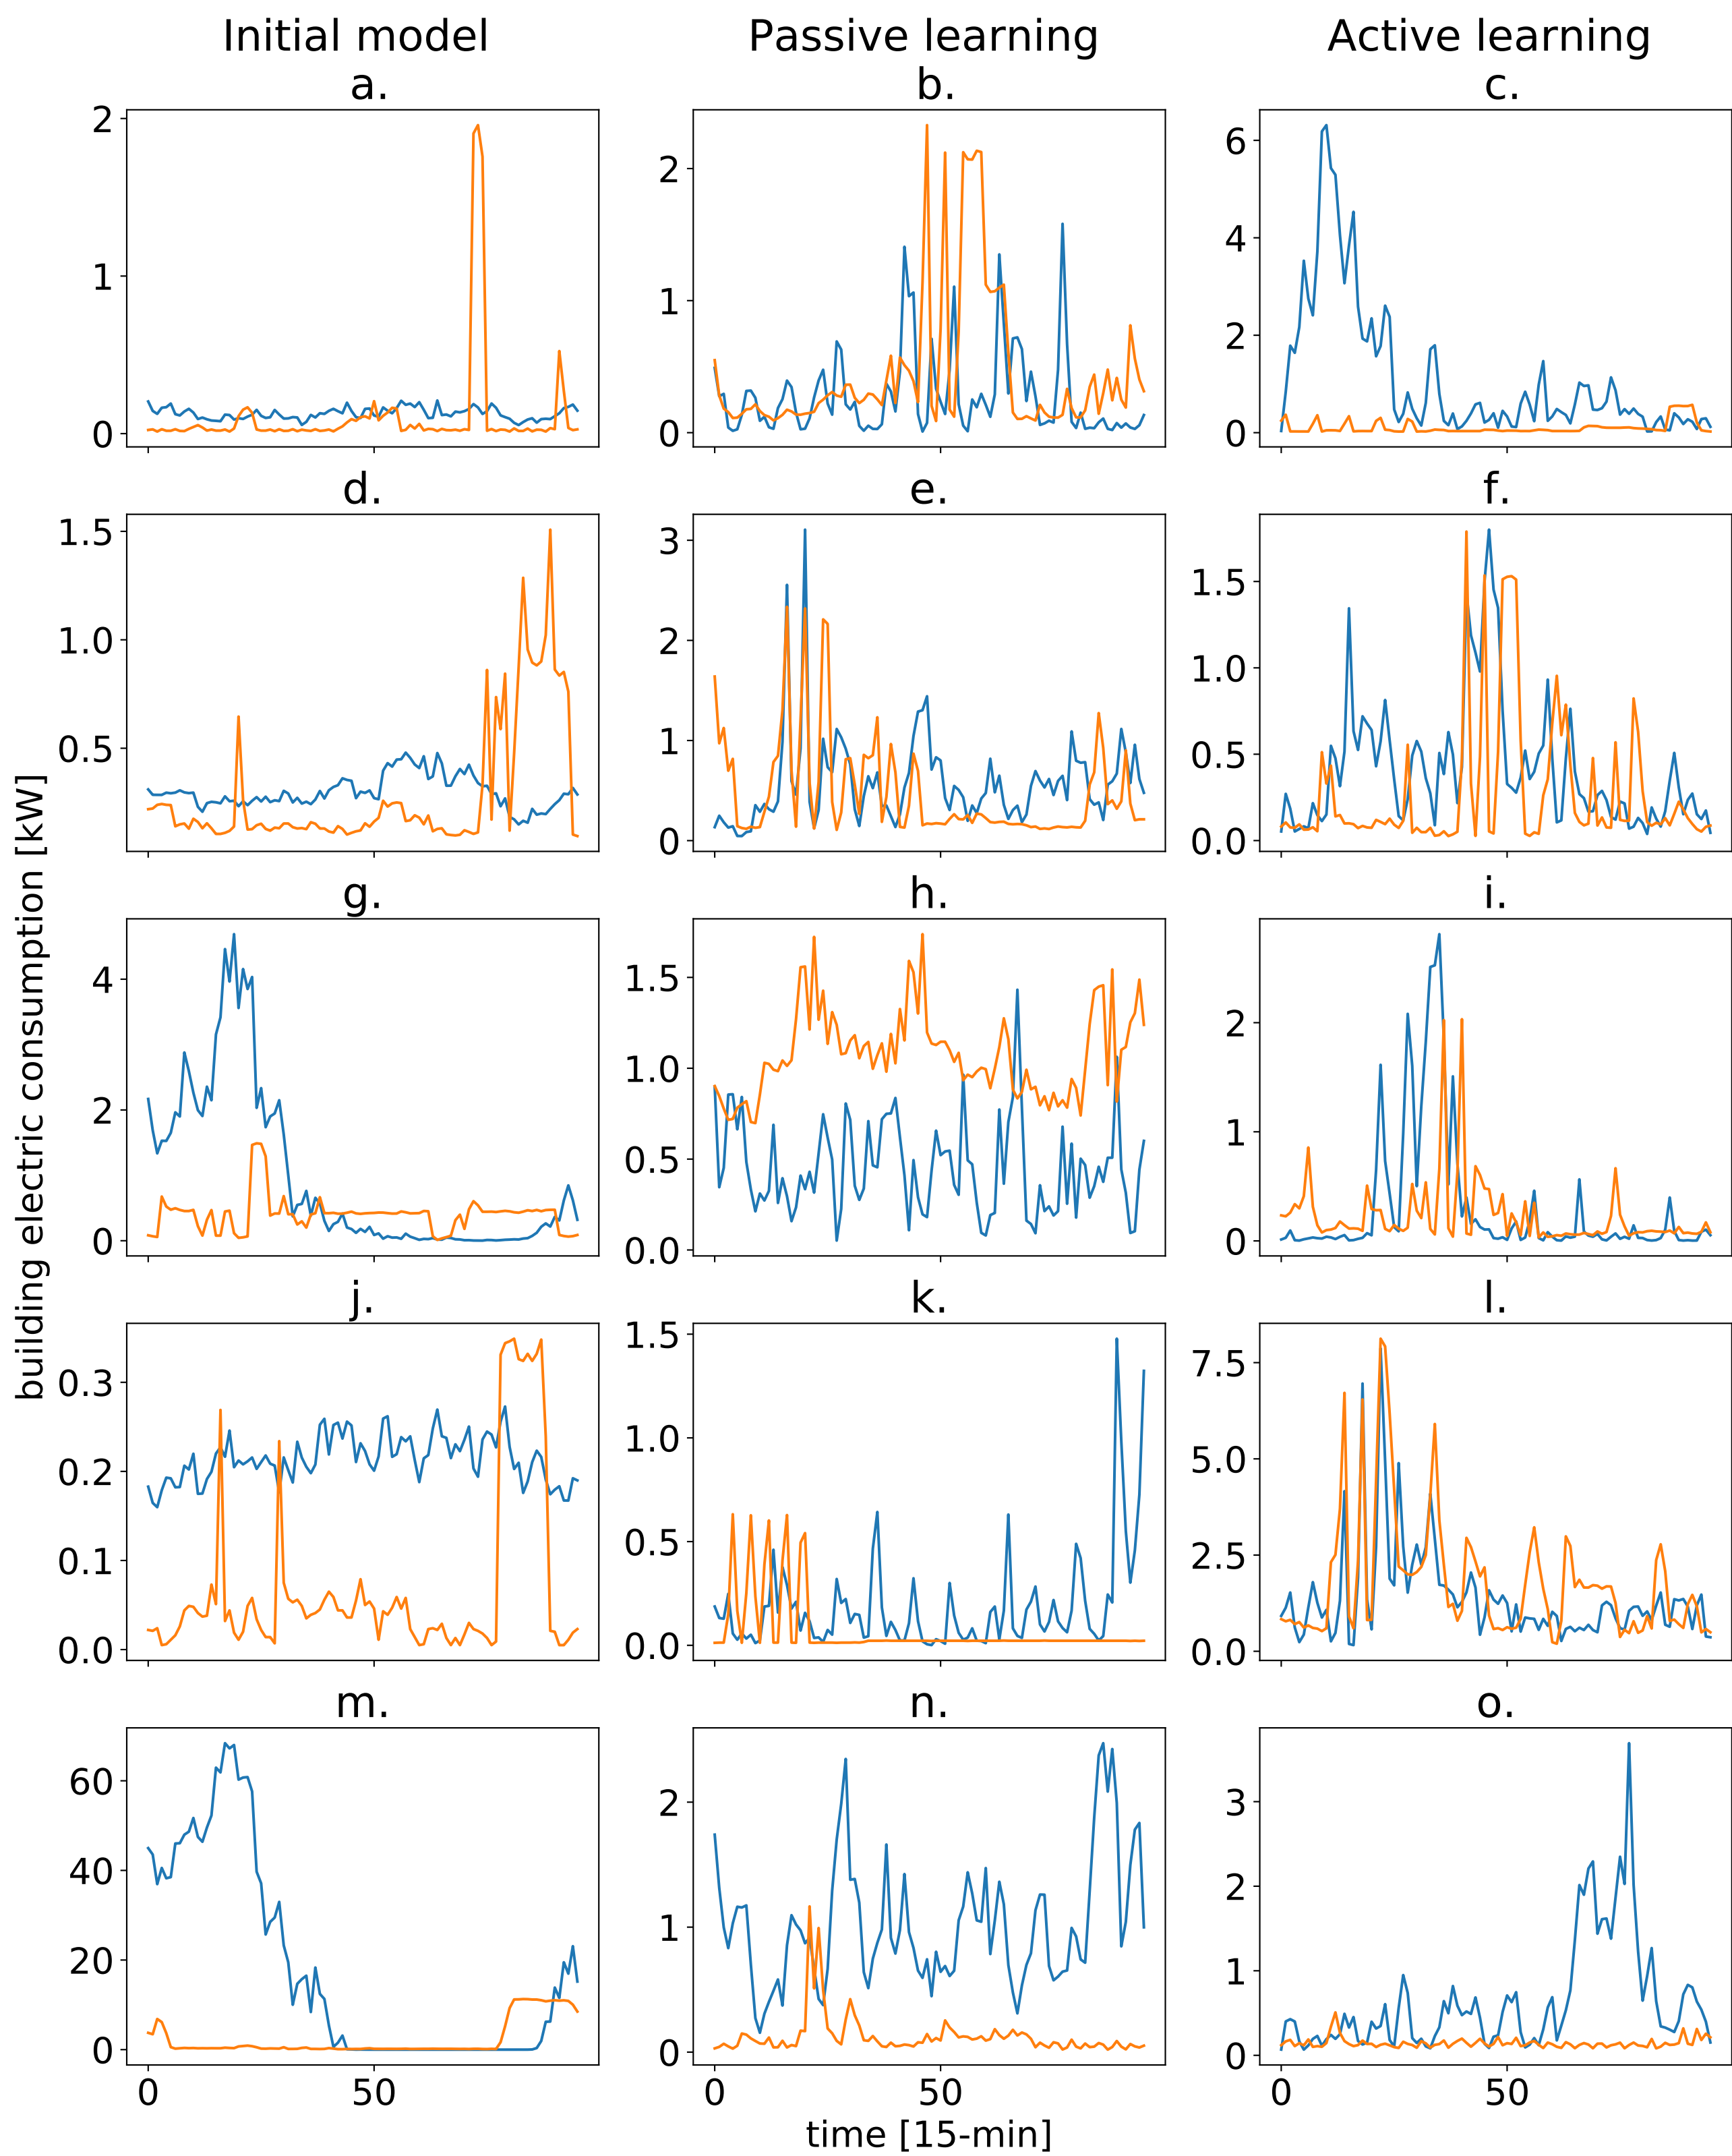 Initial model Passive learning Active learning
a. b. c.
2 1 0
2 1 0
6 4 2 0
d. e. f.
1.5 1.0 0.5
3 2 1 0
1.5 1.0 0.5 0.0
g. h. i.
4 2 0
1.5 1.0 0.5 0.0
2 1 0
j. k. l.
0.3 0.2 0.1 0.0
1.5 1.0 0.5 0.0
7.5 5.0 2.5 0.0
m. n. o.
60 40 20 0
2 1 0
3 2 1 0
0 50 0 50 0 50
time [15-min]
building electric consumption [kW]